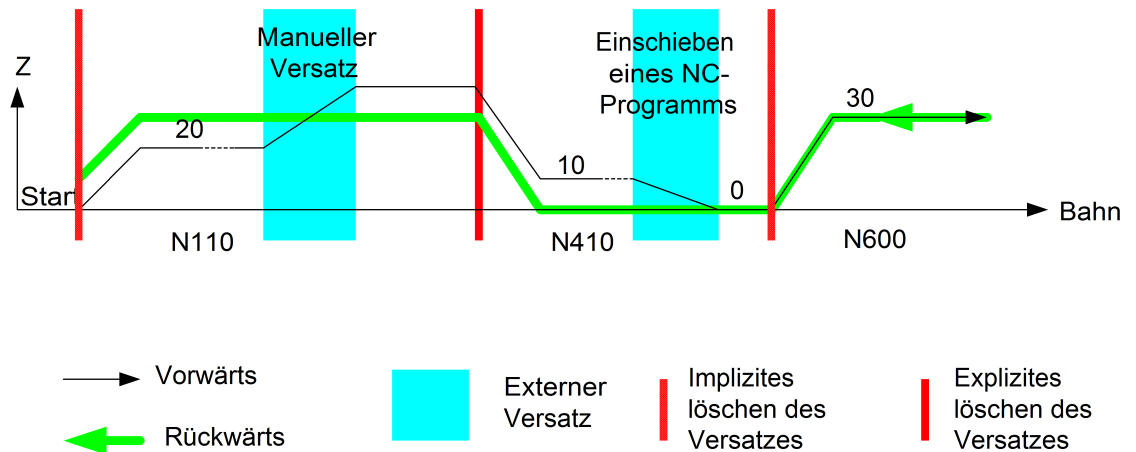 Manueller
Versatz
Einschieben
eines NC-
Programms
Z
20
30
10
0
Start
Bahn
N110
N410
N600
Vorwärts
Rückwärts
Externer
Versatz
Implizites
löschen des
Versatzes
Explizites
löschen des
Versatzes